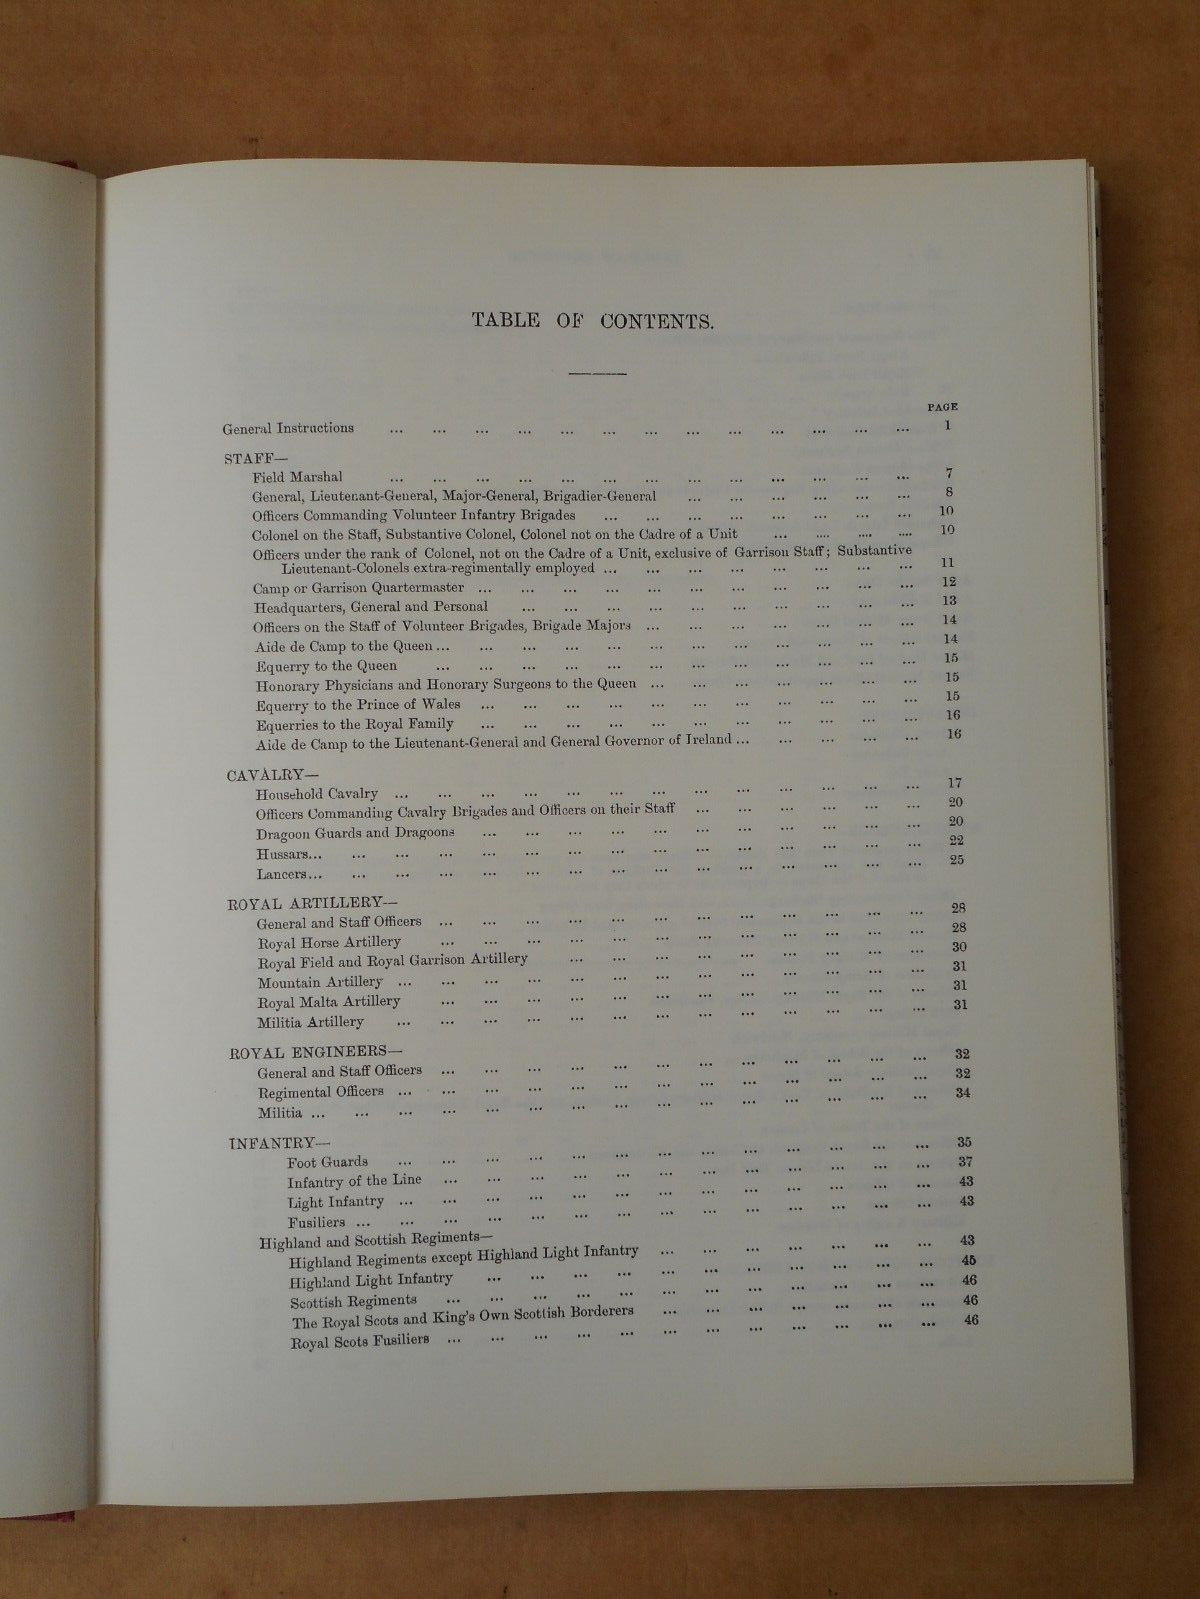 TABLE OF CONTENTS.
PAGE
General Instructions ... ... ... ... ... ... ... ... ... ... ... ... ... 1
STAFF—
Field Marshal ... ... ... ... ... ... ... ... ... ... ... ... ... 7
General, Lieutenant-General, Major-General, Brigadier-General ... ... ... ... ... ... 8
Officers Commanding Volunteer Infantry Brigades ... ... ... ... ... ... ... ... 10
Colonel on the Staff, Substantive Colonel, Colonel not on the Cadre of a Unit ... .... .... .... 10
Officers under the rank of Colonel, not on the Cadre of a Unit, exclusive of Garrison Staff; Substantive
Lieutenant-Colonels extra-regimentally employed ... ... ... ... ... ... ... ... 11
Camp or Garrison Quartermaster ... ... ... ... ... ... ... ... ... ... ... 12
Headquarters, General and Personal ... ... ... ... ... ... ... ... ... ... 13
Officers on the Staff of Volunteer Brigades, Brigade Majors ... ... ... ... ... ... ... 14
Aide de Camp to the Queen ... ... ... ... ... ... ... ... ... ... ... ... 14
Equerry to the Queen ... ... ... ... ... ... ... ... ... ... ... ... 15
Honorary Physicians and Honorary Surgeons to the Queen ... ... ... ... ... ... ... 15
Equerry to the Prince of Wales ... ... ... ... ... ... ... ... ... ... ... 15
Equerries to the Royal Family ... ... ... ... ... ... ... ... ... ... ... 16
Aide de Camp to the Lieutenant-General and General Governor of Ireland ... ... ... ... ... 16
CAVALRY—
Household Cavalry ... ... ... ... ... ... ... ... ... ... ... ... ... 17
Officers Commanding Cavalry Brigades and Officers on their Staff ... ... ... ... ... ... 20
Dragoon Guards and Dragoons ... ... ... ... ... ... ... ... ... ... ... 20
Hussars... ... ... ... ... ... ... ... ... ... ... ... ... ... ... 22
Lancers... ... ... ... ... ... ... ... ... ... ... ... ... ... ... 25
ROYAL ARTILLERY—
General and Staff Officers ... ... ... ... ... ... ... ... ... ... ... ... 28
Royal Horse Artillery ... ... ... ... ... ... ... ... ... ... ... ... 28
Royal Field and Royal Garrison Artillery ... ... ... ... ... ... ... ... ... 30
Mountain Artillery ... ... ... ... ... ... ... ... ... ... ... ... ... 31
Royal Malta Artillery ... ... ... ... ... ... ... ... ... ... ... ... 31
Militia Artillery ... ... ... ... ... ... ... ... ... ... ... ... ... 31
ROYAL ENGINEERS—
General and Staff Officers ... ... ... ... ... ... ... ... ... ... ... ... 32
Regimental Officers ... ... ... ... ... ... ... ... ... ... ... ... ... 32
Militia ... ... ... ... ... ... ... ... ... ... ... ... ... ... ... 34
INFANTRY—
Foot Guards ... ... ... ... ... ... ... ... ... ... ... ... ... 35
Infantry of the Line ... ... ... ... ... ... ... ... ... ... ... ... 37
Light Infantry ... ... ... ... ... ... ... ... ... ... ... ... ... 43
Fusiliers ... ... ... ... ... ... ... ... ... ... ... ... ... ... 43
Highland and Scottish Regiments—
Highland Regiments except Highland Light Infantry ... ... ... ... ... ... ... 43
Highland Light Infantry ... ... ... ... ... ... ... ... ... ... ... 45
Scottish Regiments ... ... ... ... ... ... ... ... ... ... ... ... 46
The Royal Scots and King's Own Scottish Borderers ... ... ... ... ... ... ... 46
Royal Scots Fusiliers ... ... ... ... ... ... ... ... ... ... ... ... 46